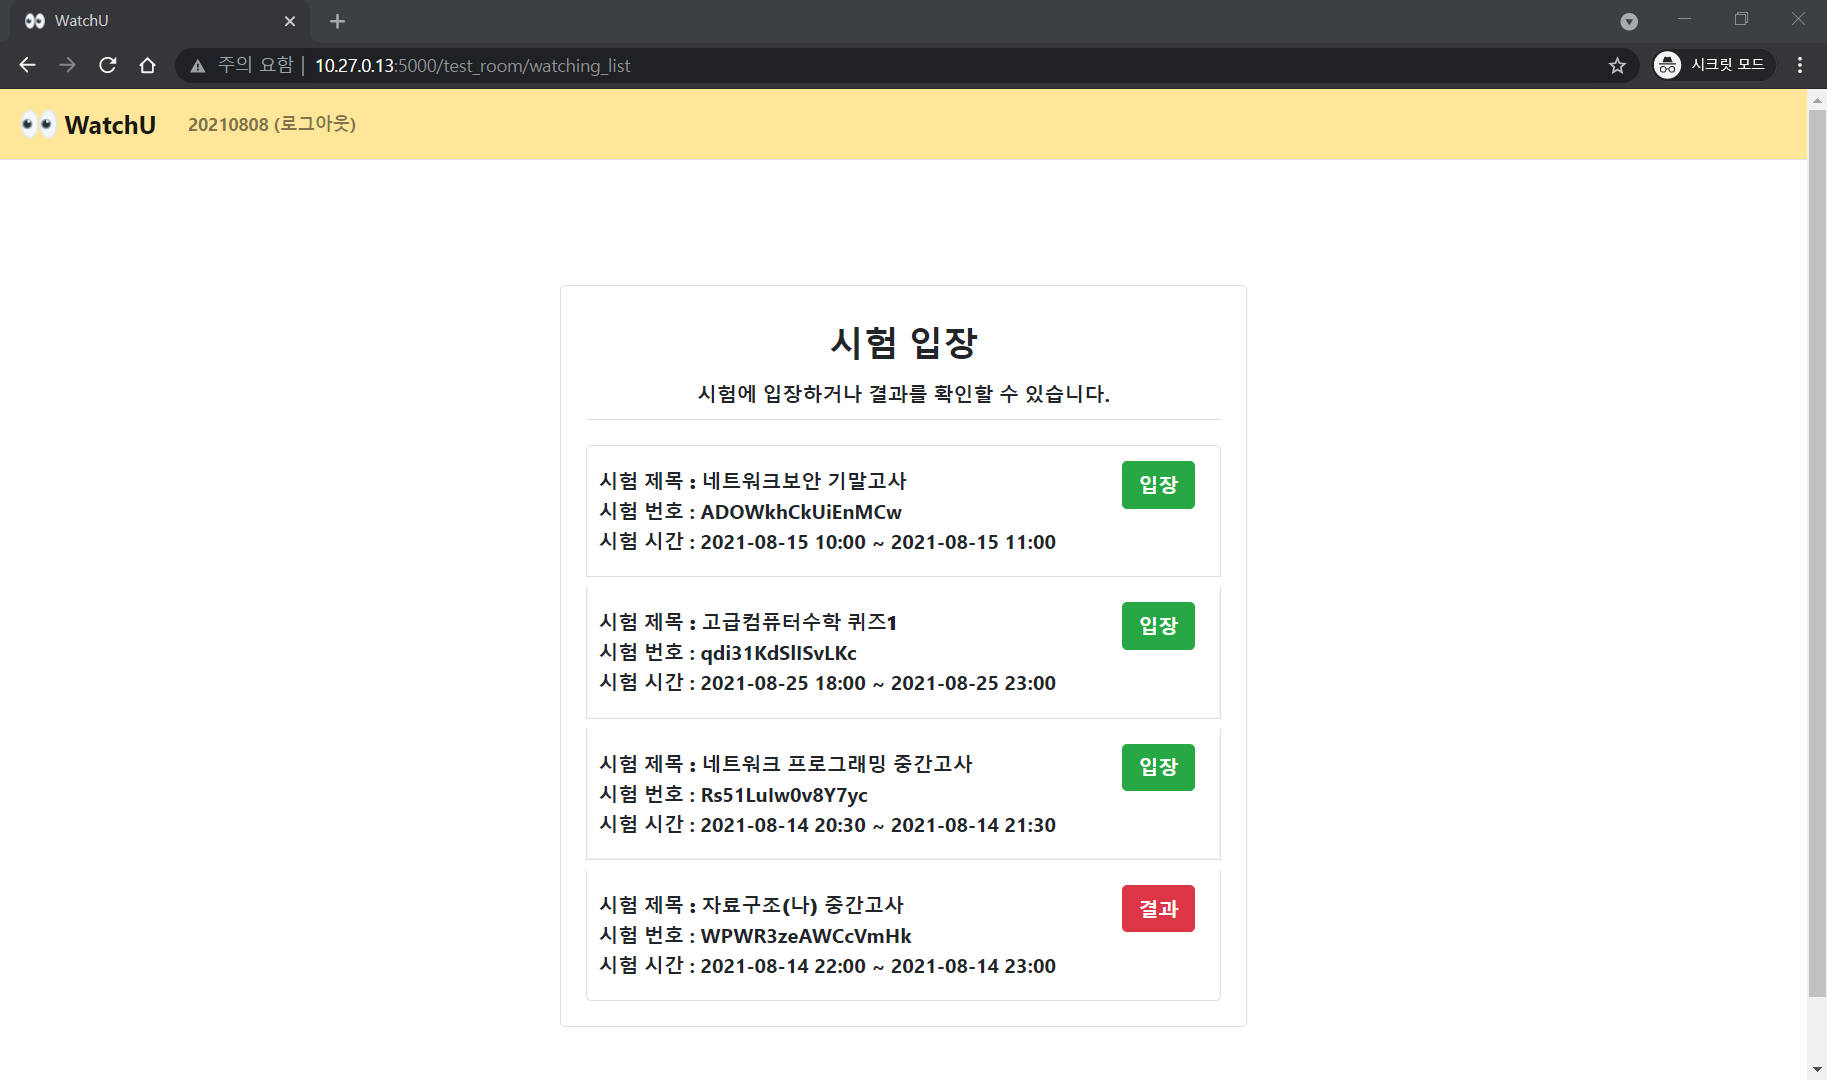 WatchU
주의 요함 | 10.27.0.13:5000/test_room/watching_list
시크릿 모드
WatchU 20210808 (로그아웃)
시험 입장
시험에 입장하거나 결과를 확인할 수 있습니다.
시험 제목 : 네트워크보안 기말고사
입장
시험 번호 : ADOWkhCkUiEnMCw
시험 시간 : 2021-08-15 10:00 ~ 2021-08-15 11:00
시험 제목 : 고급컴퓨터수학 퀴즈1
입장
시험 번호 : qdi31KdSlISvLKc
시험 시간 : 2021-08-25 18:00 ~ 2021-08-25 23:00
시험 제목 : 네트워크 프로그래밍 중간고사
입장
시험 번호 : Rs51LuIw0v8Y7yc
시험 시간 : 2021-08-14 20:30 ~ 2021-08-14 21:30
시험 제목 : 자료구조(나) 중간고사
결과
시험 번호 : WPWR3zeAWCcVmHk
시험 시간 : 2021-08-14 22:00 ~ 2021-08-14 23:00